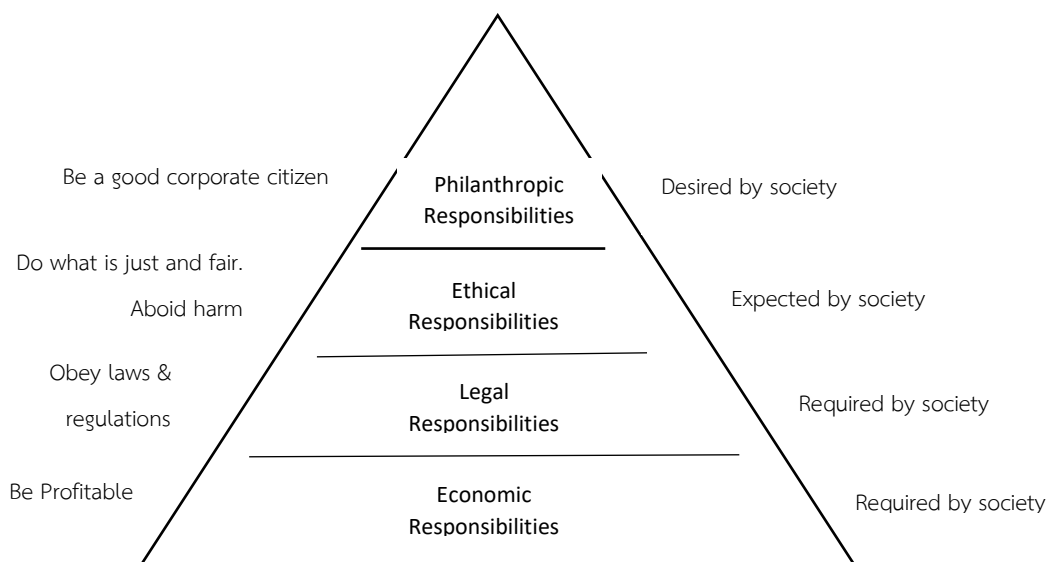 Be a good corporate citizen
Philanthropic
Responsibilities
Desired by society
Do what is just and fair.
Aboid harm
Ethical
Responsibilities
Expected by society
Obey laws &
regulations
Legal
Responsibilities
Required by society
Be Profitable
Economic
Responsibilities
Required by society